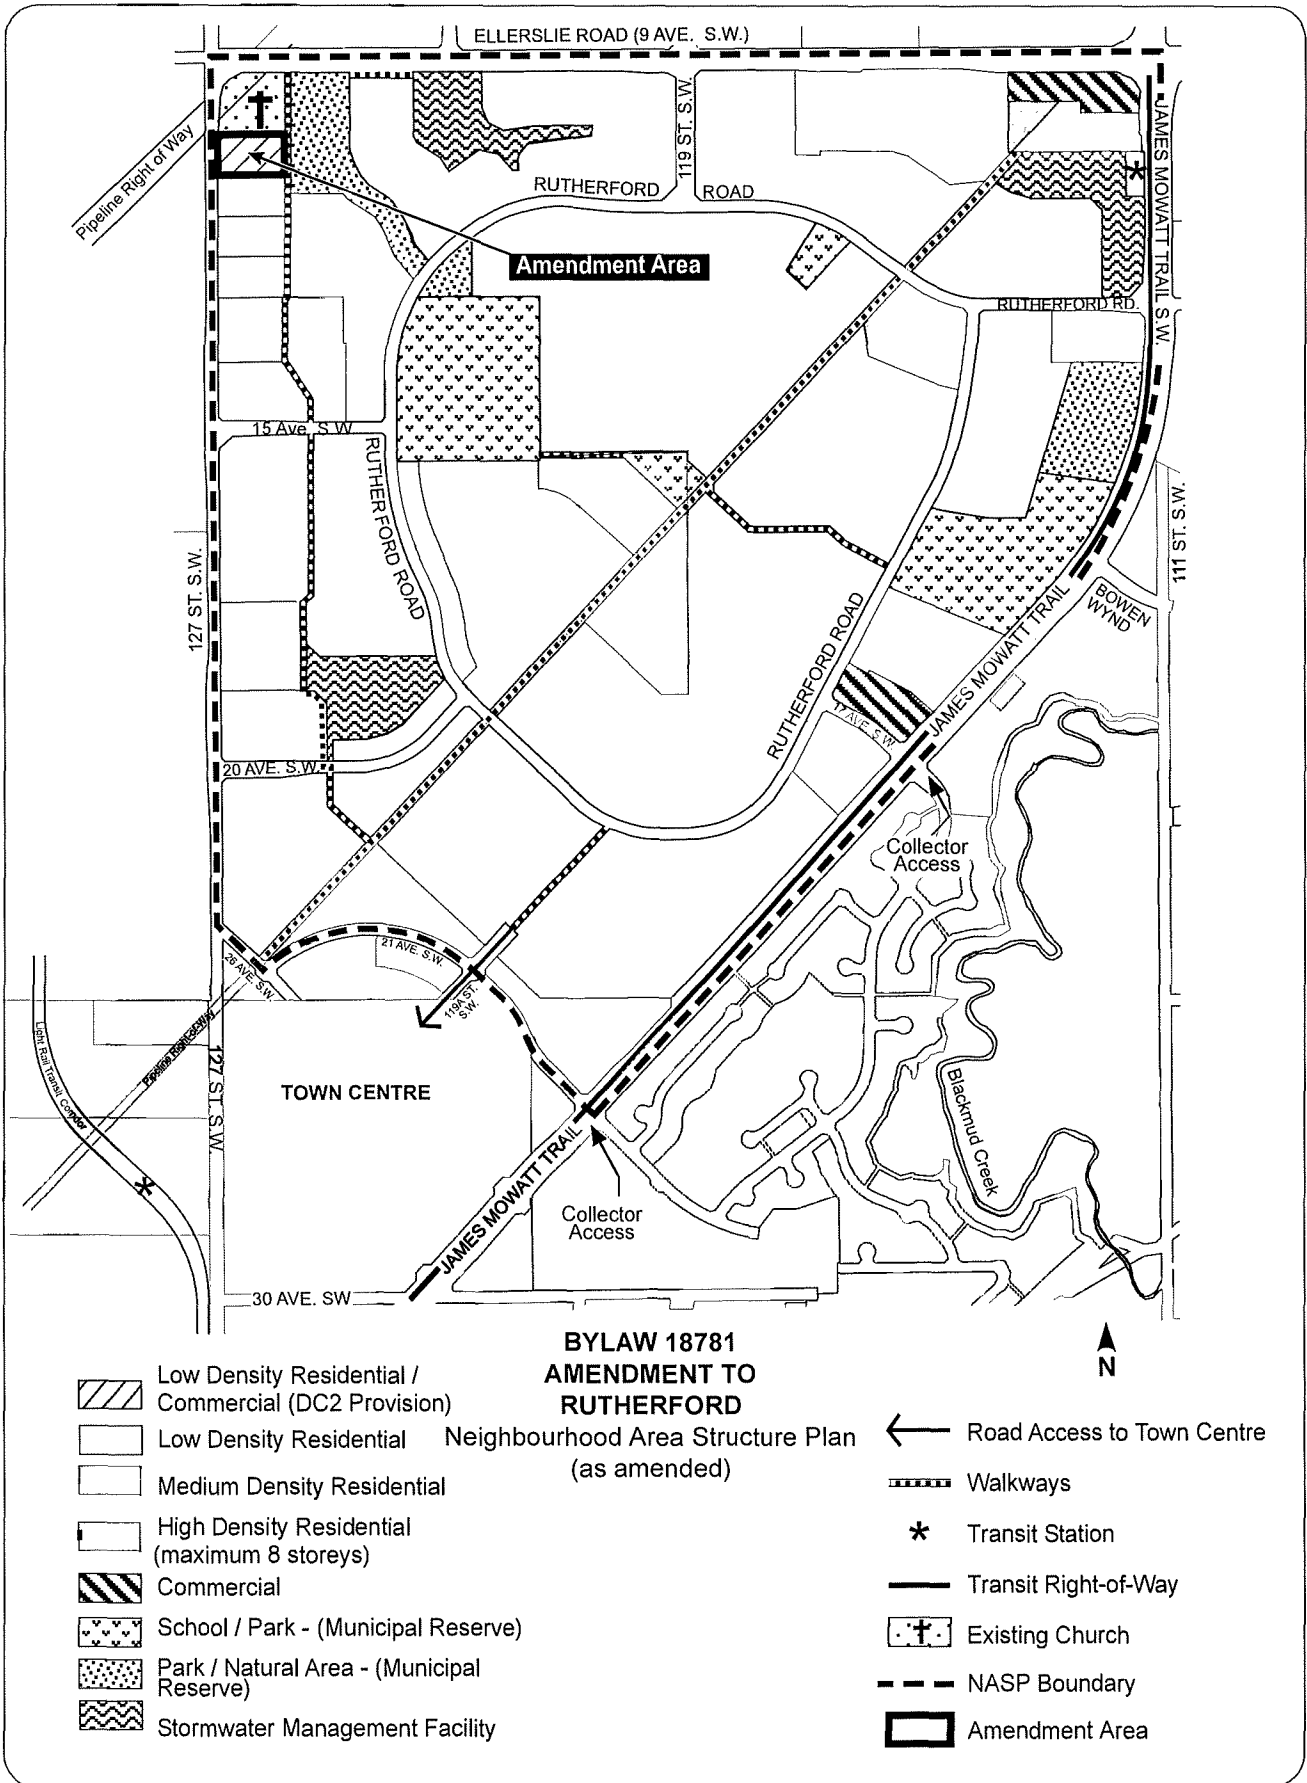 ELLERSLIE ROAD (9 AVE. S.W.)
Pipeline Right of Way
119 ST. S.W.
JAMES MOWATT TRAIL S.W.
RUTHERFORD ROAD
Amendment Area
RUTHERFORD RD.
15 Ave. S.W.
RUTHERFORD ROAD
127 ST. S.W.
111 ST. S.W.
BOWEN
WYND
RUTHERFORD ROAD
JAMES MOWATT TRAIL
17 AVE. S.W.
20 AVE. S.W.
Collector
Access
21 AVE. S.W.
26 AVE. S.W.
119A ST.
S.W.
Light Rail Transit Corridor
Pipeline Right-of-Way
127 ST. S.W.
TOWN CENTRE
Blackmud Creek
JAMES MOWATT TRAIL
Collector
Access
30 AVE. SW
BYLAW 18781
AMENDMENT TO
RUTHERFORD
Neighbourhood Area Structure Plan
(as amended)
N
Low Density Residential /
Commercial (DC2 Provision)
Low Density Residential
Medium Density Residential
High Density Residential
(maximum 8 storeys)
Commercial
School / Park - (Municipal Reserve)
Park / Natural Area - (Municipal
Reserve)
Stormwater Management Facility
Road Access to Town Centre
Walkways
Transit Station
Transit Right-of-Way
Existing Church
NASP Boundary
Amendment Area